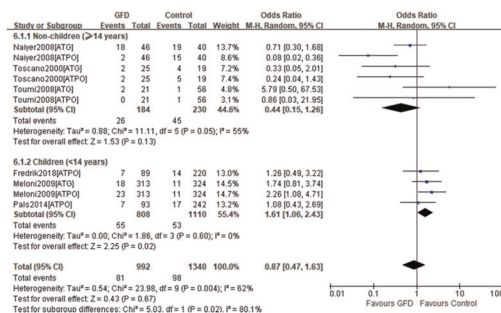 GFD Control Odds Ratio Odds Ratio
Study or Subgroup Events Total Events Total Weight M-H, Random, 95% CI M-H, Random, 95% CI
6.1.1 Non-children (⩾14 years)
Naiyer2008[ATG] 18 46 19 40 13.7% 0.71 [0.30, 1.68]
Naiyer2008[ATPO] 2 46 15 40 8.7% 0.08 [0.02, 0.36]
Toscano2000[ATG] 2 25 4 19 7.1% 0.33 [0.05, 2.01]
Toscano2000[ATPO] 2 25 5 19 7.4% 0.24 [0.04, 1.43]
Toumi2008[ATG] 2 21 1 56 4.8% 5.79 [0.50, 67.53]
Toumi2008[ATPO] 0 21 1 56 3.0% 0.86 [0.03, 21.95]
Subtotal (95% CI) 184 230 44.6% 0.44 [0.15, 1.26]
Total events 26 45
Heterogeneity: Tau² = 0.88; Chi² = 11.11, df = 5 (P = 0.05); I² = 55%
Test for overall effect: Z = 1.53 (P = 0.13)
6.1.2 Children (<14 years)
Fredrik2018[ATPO] 7 89 14 220 12.6% 1.26 [0.49, 3.22]
Meloni2009[ATG] 18 313 11 324 14.4% 1.74 [0.81, 3.74]
Meloni2009[ATPO] 23 313 11 324 14.7% 2.26 [1.08, 4.71]
Pals2014[ATPO] 7 93 17 242 12.8% 1.08 [0.43, 2.69]
Subtotal (95% CI) 808 1110 55.4% 1.61 [1.06, 2.43]
Total events 55 53
Heterogeneity: Tau² = 0.00; Chi² = 1.86, df = 3 (P = 0.60); I² = 0%
Test for overall effect: Z = 2.25 (P = 0.02)
Total (95% CI) 992 1340 100.0% 0.87 [0.47, 1.63]
Total events 81 98
Heterogeneity: Tau² = 0.54; Chi² = 23.98, df = 9 (P = 0.004); I² = 62%
Test for overall effect: Z = 0.43 (P = 0.67)
Test for subgroup differences: Chi² = 5.03, df = 1 (P = 0.02), I² = 80.1%
0.01 0.1 1 10 100
Favours GFD Favours Control